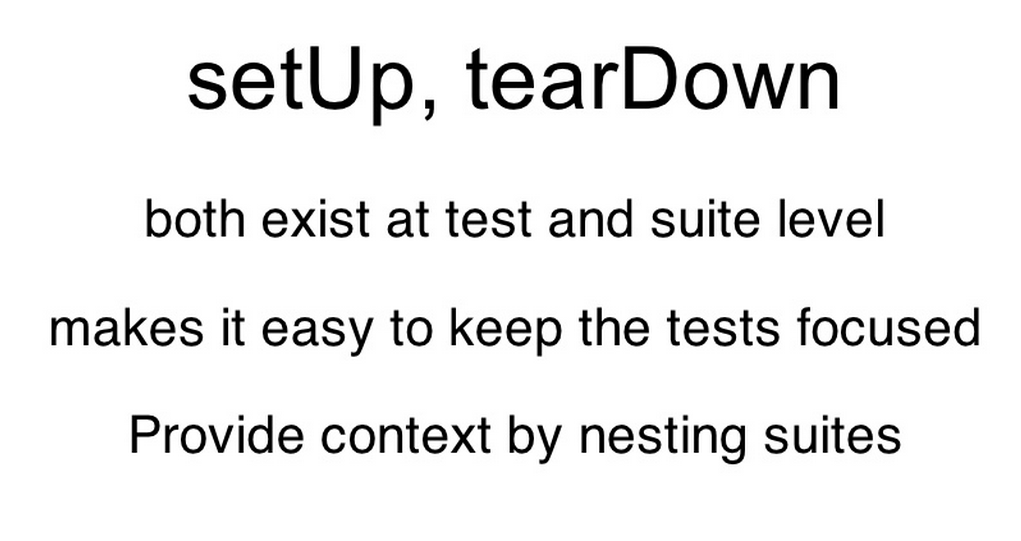 setUp, tearDown
both exist at test and suite level
makes it easy to keep the tests focused
Provide context by nesting suites